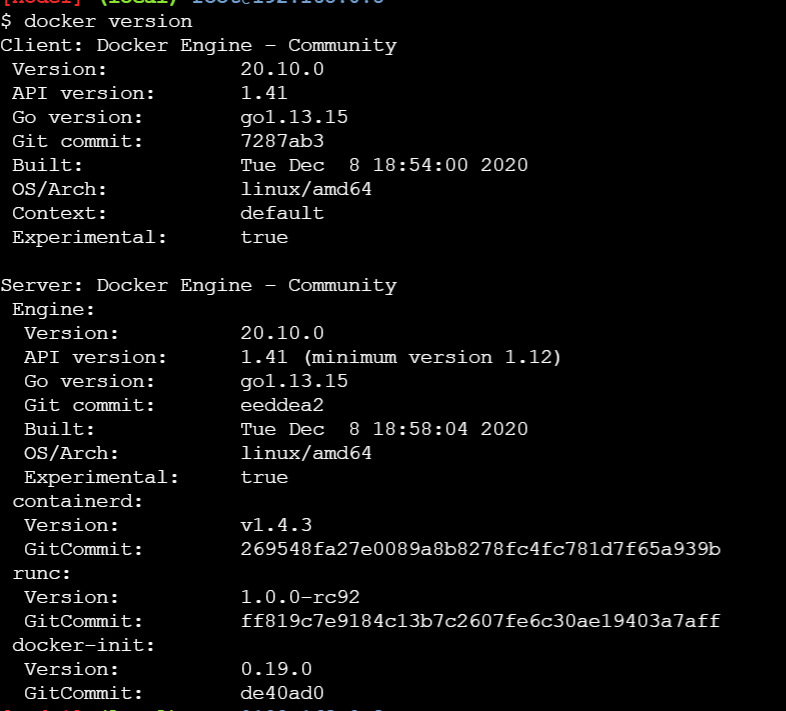 $ docker version
Client: Docker Engine - Community
 Version:           20.10.0
 API version:       1.41
 Go version:        go1.13.15
 Git commit:        7287ab3
 Built:             Tue Dec  8 18:54:00 2020
 OS/Arch:           linux/amd64
 Context:           default
 Experimental:      true

Server: Docker Engine - Community
 Engine:
  Version:          20.10.0
  API version:      1.41 (minimum version 1.12)
  Go version:       go1.13.15
  Git commit:       eeddea2
  Built:            Tue Dec  8 18:58:04 2020
  OS/Arch:          linux/amd64
  Experimental:     true
 containerd:
  Version:          v1.4.3
  GitCommit:        269548fa27e0089a8b8278fc4fc781d7f65a939b
 runc:
  Version:          1.0.0-rc92
  GitCommit:        ff819c7e9184c13b7c2607fe6c30ae19403a7aff
 docker-init:
  Version:          0.19.0
  GitCommit:        de40ad0